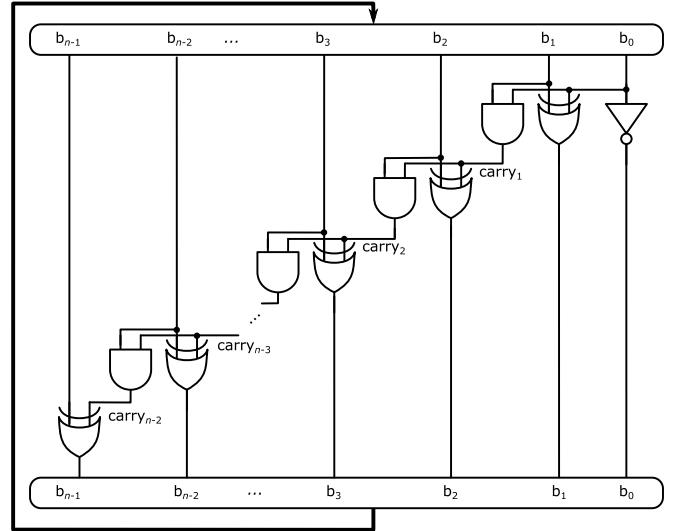 bn-1 bn-2 ... b3 b2 b1 b0
carry1
carry2
...
carryn-3
carryn-2
bn-1 bn-2 ... b3 b2 b1 b0